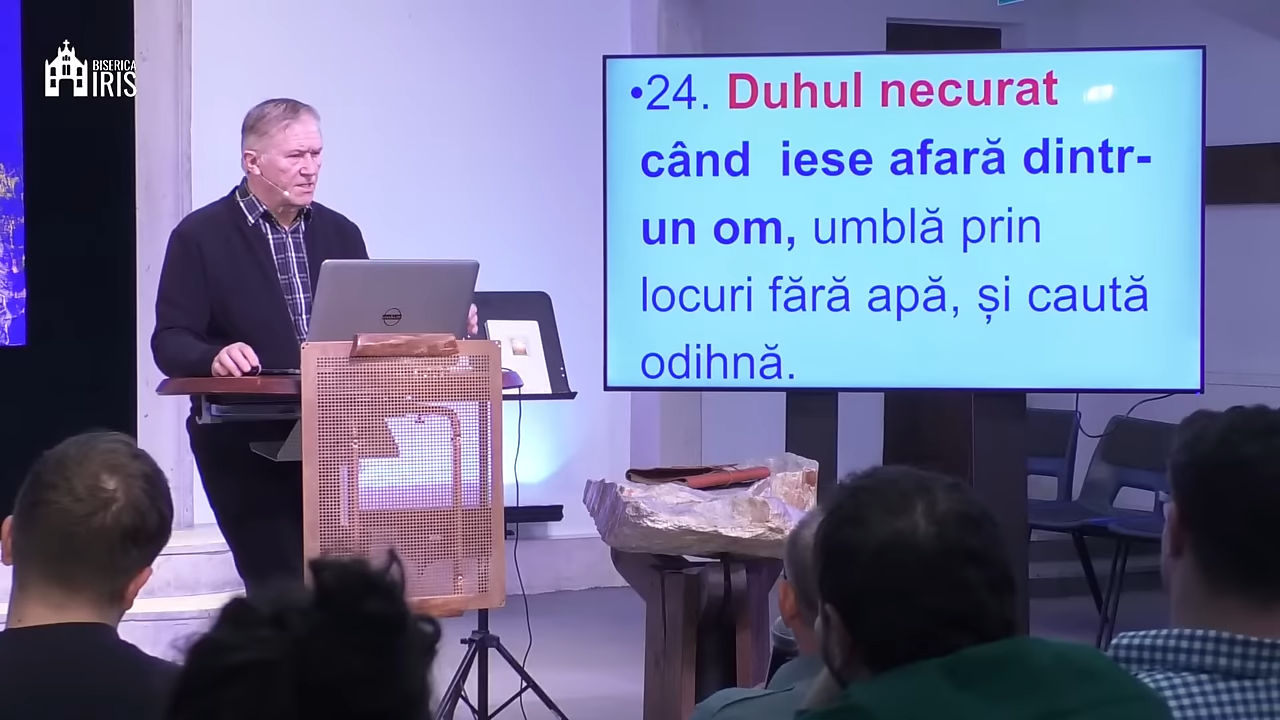 BISERICA
IRIS
•24. Duhul necurat
când iese afară dintr-
un om, umblă prin
locuri fără apă, și caută
odihnă.